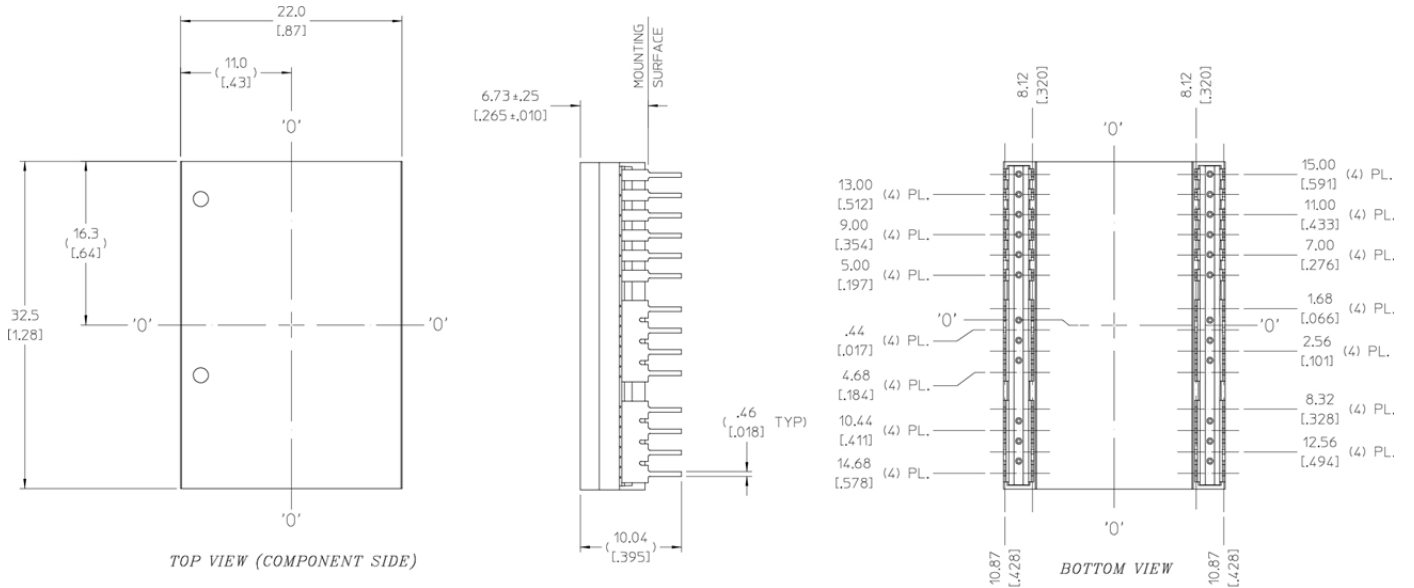 22.0
[.87]
( 11.0 )
[.43]
'0'
( 16.3 )
[.64]
32.5
[1.28]
'0'
'0'
'0'
TOP VIEW (COMPONENT SIDE)
MOUNTING
SURFACE
6.73 ±.25
[.265 ±.010]
( .46
[.018] TYP)
( 10.04 )
[.395]
8.12
[.320]
8.12
[.320]
'0'
13.00
[.512] (4) PL.
9.00
[.354] (4) PL.
5.00
[.197] (4) PL.
'0'
.44
[.017] (4) PL.
4.68
[.184] (4) PL.
10.44
[.411] (4) PL.
14.68
[.578] (4) PL.
15.00
[.591] (4) PL.
11.00
[.433] (4) PL.
7.00
[.276] (4) PL.
1.68
[.066] (4) PL.
'0'
2.56
[.101] (4) PL.
8.32
[.328] (4) PL.
12.56
[.494] (4) PL.
'0'
10.87
[.428]
10.87
[.428]
BOTTOM VIEW